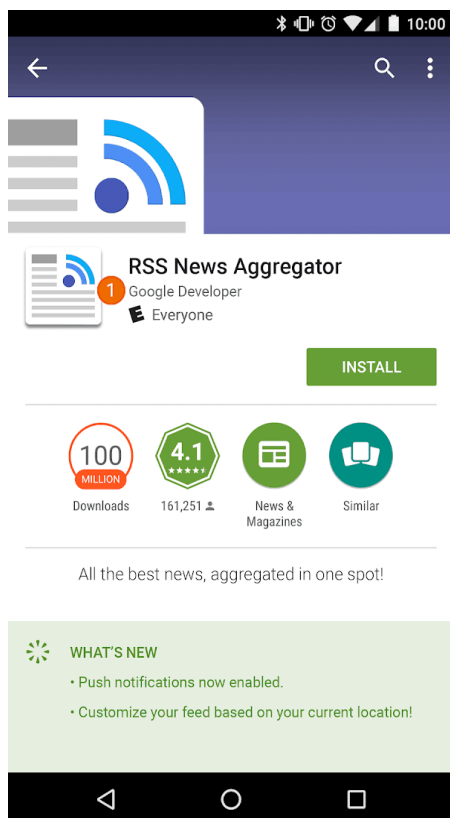 10:00
RSS News Aggregator
1
Google Developer
E Everyone
INSTALL
100
MILLION
4.1
Downloads
161,251
News &
Magazines
Similar
All the best news, aggregated in one spot!
WHAT'S NEW
• Push notifications now enabled.
• Customize your feed based on your current location!